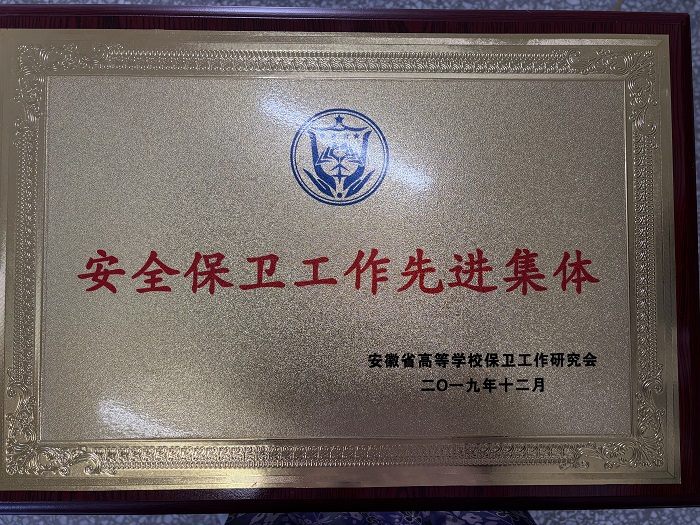 安全保卫工作先进集体
安徽省高等学校保卫工作研究会
二〇一九年十二月